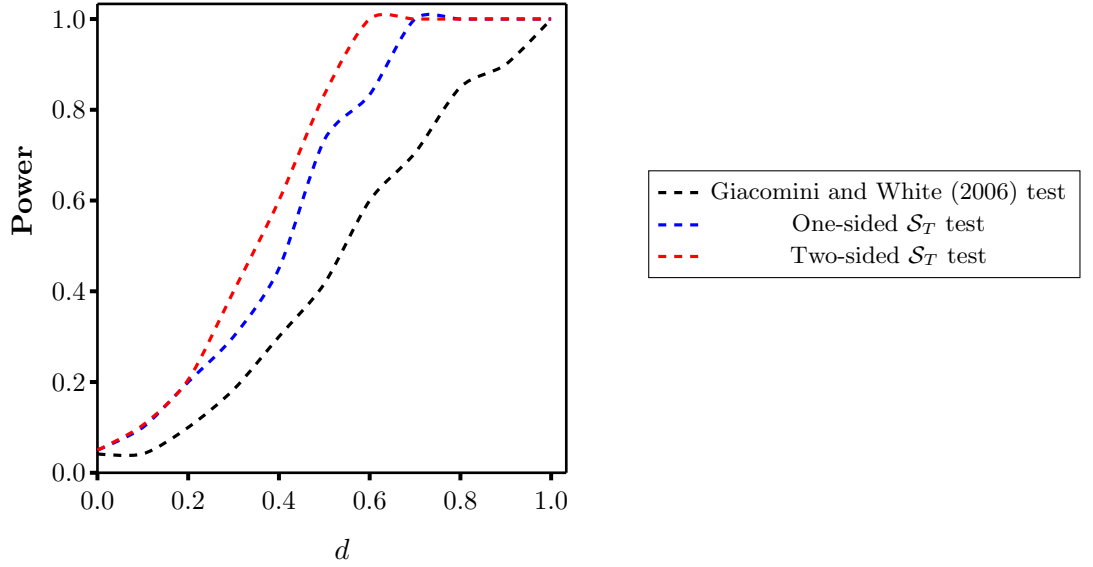 1.0
0.8
0.6
0.4
0.2
0.0
Power
0.0 0.2 0.4 0.6 0.8 1.0
d
Giacomini and White (2006) test
One-sided 𝒮_T test
Two-sided 𝒮_T test